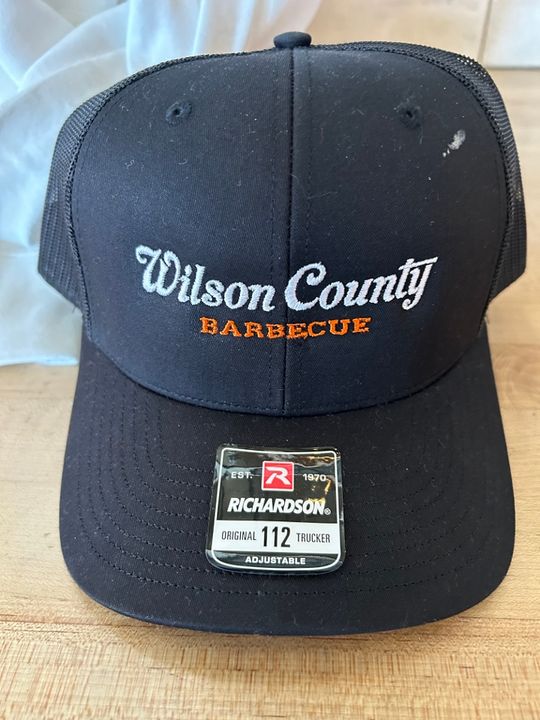 Wilson County
BARBECUE
EST. R 1970
RICHARDSON®
ORIGINAL 112 TRUCKER
ADJUSTABLE